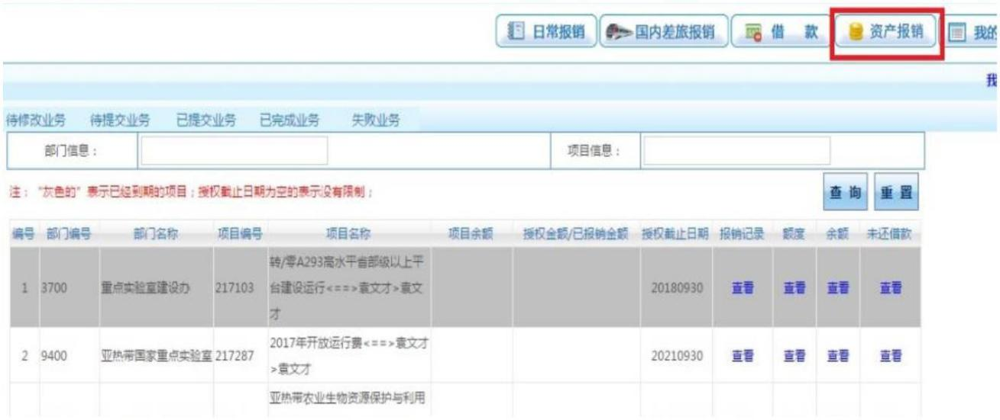 日常报销 国内差旅报销 借 款 资产报销 我的
我
待修改业务 待提交业务 已提交业务 已完成业务 失败业务
部门信息： 项目信息：
注："灰色的"表示已经到期的项目；授权截止日期为空的表示没有限制；
查 询 重 置
编号 部门编号 部门名称 项目编号 项目名称 项目余额 授权金额/已报销金额 授权截止日期 报销记录 额度 余额 未还借款
转/零A293高水平省部级以上平
1 3700 重点实验室建设办 217103 台建设运行<==>袁文才>袁文 20180930 查看 查看 查看 查看
才
2017年开放运行费<==>袁文才
2 9400 亚热带国家重点实验室 217287 20210930 查看 查看 查看 查看
>袁文才
亚热带农业生物资源保护与利用